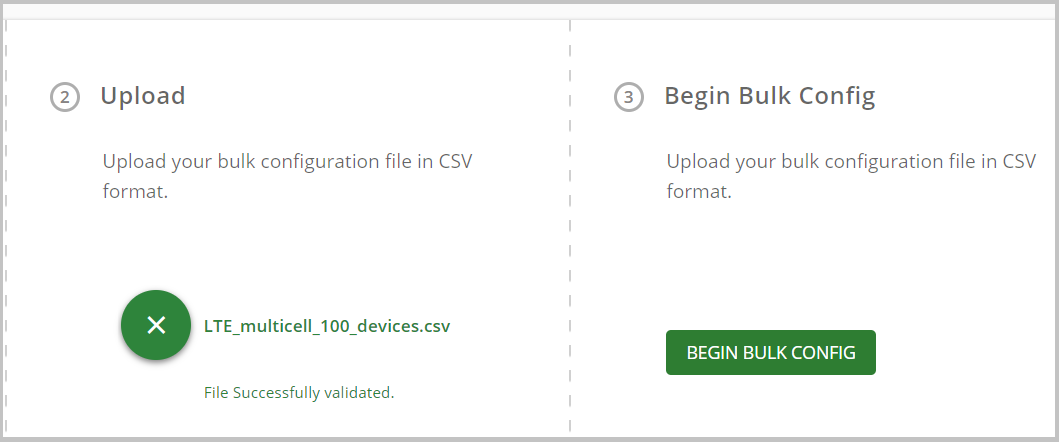 2 Upload
Upload your bulk configuration file in CSV
format.
LTE_multicell_100_devices.csv
File Successfully validated.
3 Begin Bulk Config
Upload your bulk configuration file in CSV
format.
BEGIN BULK CONFIG